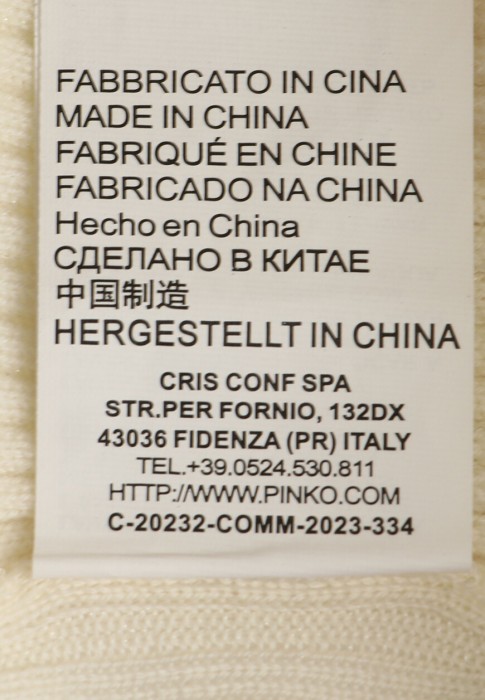 FABBRICATO IN CINA
MADE IN CHINA
FABRIQUÉ EN CHINE
FABRICADO NA CHINA
Hecho en China
СДЕЛАНО В КИТАЕ
中国制造
HERGESTELLT IN CHINA
CRIS CONF SPA
STR.PER FORNIO, 132DX
43036 FIDENZA (PR) ITALY
TEL.+39.0524.530.811
HTTP://WWW.PINKO.COM
C-20232-COMM-2023-334